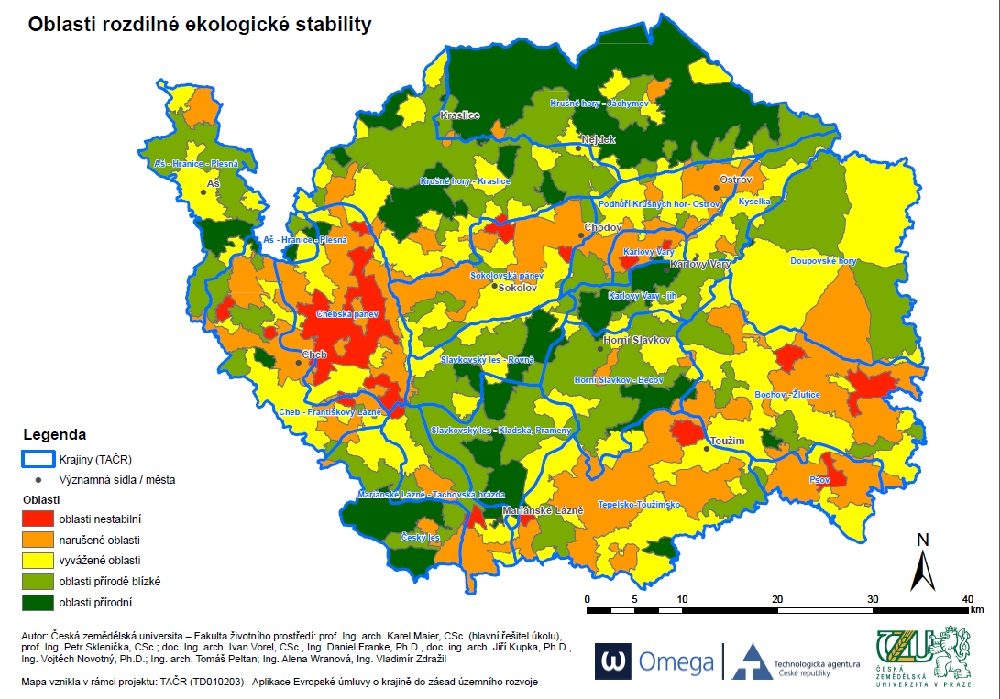 Oblasti rozdílné ekologické stability
Kraslice
Krušné hory - Jáchymov
Nejdek
Aš - Hranice - Plesná
Aš
Krušné hory - Kraslice
Ostrov
Podhůří Krušných hor- Ostrov
Kyselka
Chodov
Aš - Hranice - Plesná
Karlovy Vary
Karlovy Vary
Doupovské hory
Sokolovská pánev
Sokolov
Karlovy Vary - jih
Chebská pánev
Horní Slavkov
Cheb
Slavkovský les - Rovná
Horní Slavkov - Bečov
Bochov - Žlutice
Cheb - Františkovy Lázně
Slavkovský les - Kladská, Prameny
Toužim
Pšov
Mariánské Lázně - Tachovská brázda
Mariánské Lázně
Tepelsko-Toužimsko
Český les
Legenda
Krajiny (TAČR)
Významná sídla / města
Oblasti
oblasti nestabilní
narušené oblasti
vyvážené oblasti
oblasti přírodě blízké
oblasti přírodní
N
0 5 10 20 30 40
km
Autor: Česká zemědělská universita – Fakulta životního prostředí: prof. Ing. arch. Karel Maier, CSc. (hlavní řešitel úkolu),
prof. Ing. Petr Sklenička, CSc.; doc. Ing. arch. Ivan Vorel, CSc., Ing. Daniel Franke, Ph.D., doc. ing. arch. Jiří Kupka, Ph.D.,
Ing. Vojtěch Novotný, Ph.D.; Ing. arch. Tomáš Peltan; Ing. Alena Wranová, Ing. Vladimír Zdražil
Mapa vznikla v rámci projektu: TAČR (TD010203) - Aplikace Evropské úmluvy o krajině do zásad územního rozvoje
ω Omega
Technologická agentura
České republiky
ČZU
ČESKÁ
ZEMĚDĚLSKÁ
UNIVERZITA V PRAZE